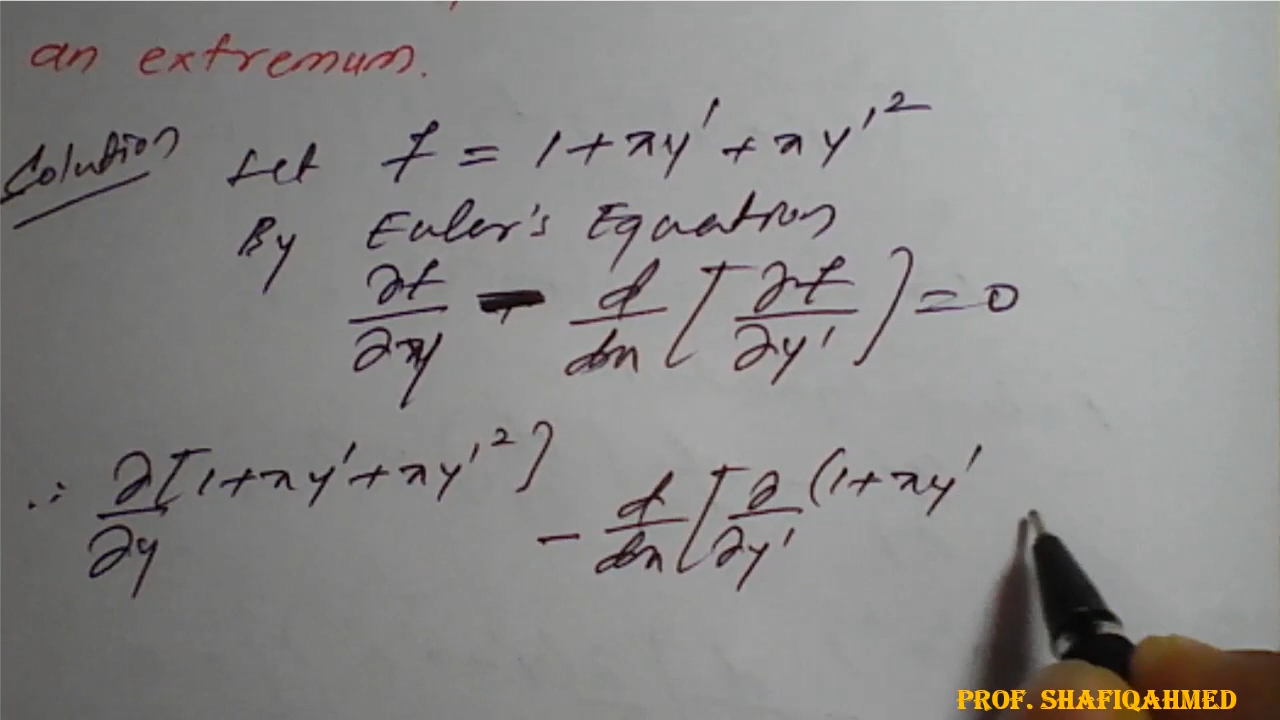 an extremum.
Solution Let f = 1 + xy' + xy'²
By Euler's Equation
∂f/∂y - d/dx [∂f/∂y'] = 0
∴ ∂/∂y [1 + xy' + xy'²] - d/dx [∂/∂y' (1 + xy'
PROF. SHAFIQAHMED